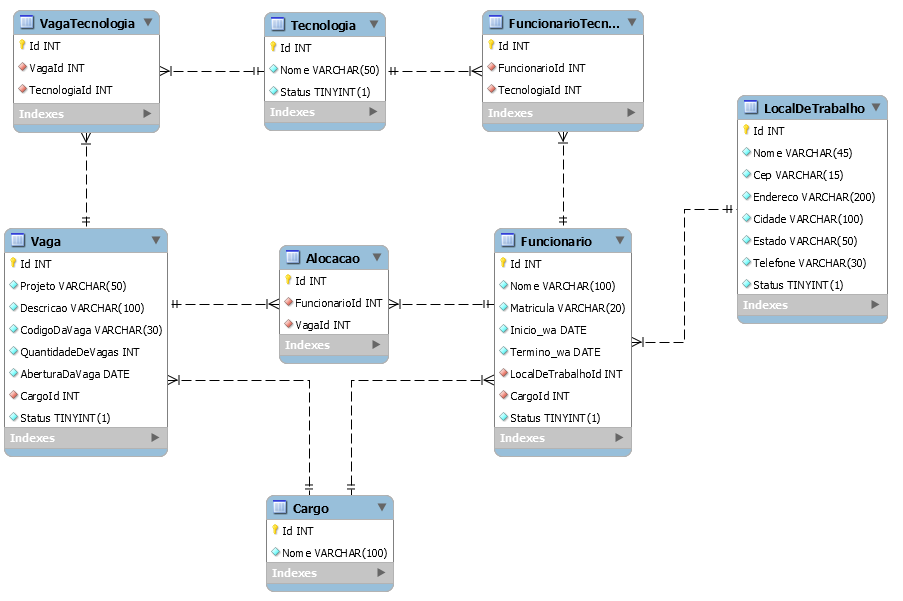 VagaTecnologia
Id INT
VagaId INT
TecnologiaId INT
Indexes
Tecnologia
Id INT
Nome VARCHAR(50)
Status TINYINT(1)
Indexes
FuncionarioTecn...
Id INT
FuncionarioId INT
TecnologiaId INT
Indexes
LocalDeTrabalho
Id INT
Nome VARCHAR(45)
Cep VARCHAR(15)
Endereco VARCHAR(200)
Cidade VARCHAR(100)
Estado VARCHAR(50)
Telefone VARCHAR(30)
Status TINYINT(1)
Indexes
Vaga
Id INT
Projeto VARCHAR(50)
Descricao VARCHAR(100)
CodigoDaVaga VARCHAR(30)
QuantidadeDeVagas INT
AberturaDaVaga DATE
CargoId INT
Status TINYINT(1)
Indexes
Alocacao
Id INT
FuncionarioId INT
VagaId INT
Indexes
Funcionario
Id INT
Nome VARCHAR(100)
Matricula VARCHAR(20)
Inicio_wa DATE
Termino_wa DATE
LocalDeTrabalhoId INT
CargoId INT
Status TINYINT(1)
Indexes
Cargo
Id INT
Nome VARCHAR(100)
Indexes